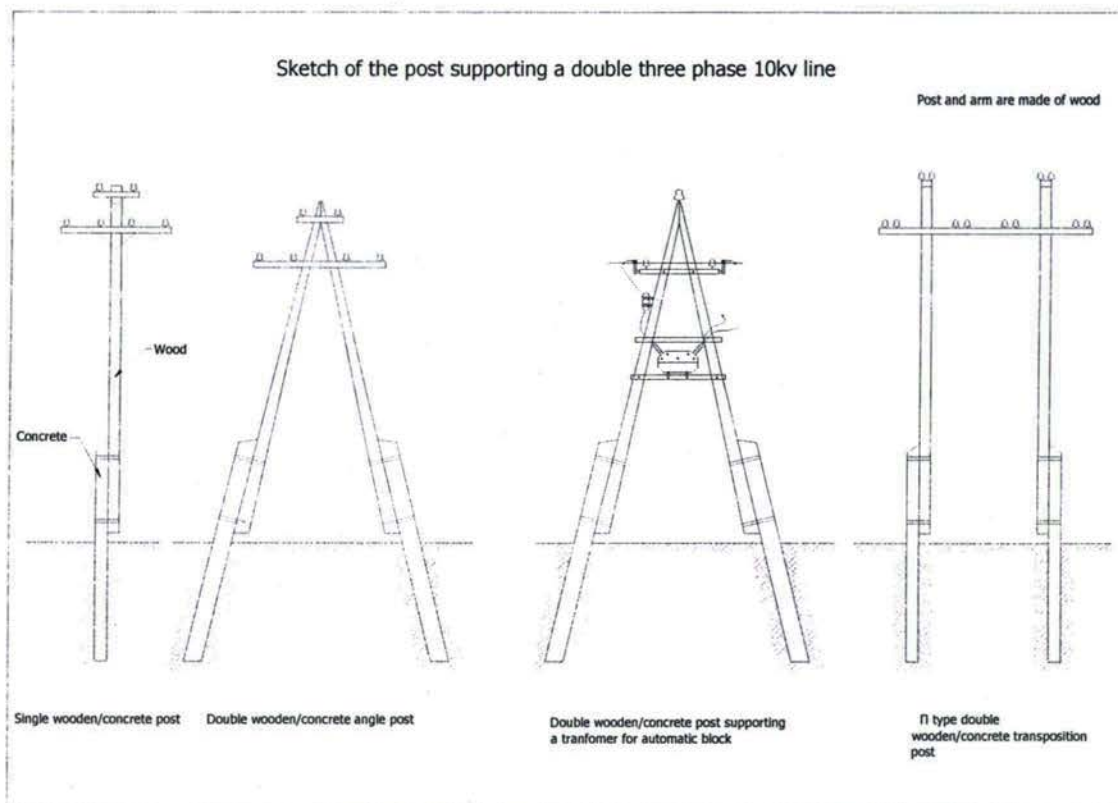 Sketch of the post supporting a double three phase 10kv line
Post and arm are made of wood
Wood
Concrete
Single wooden/concrete post
Double wooden/concrete angle post
Double wooden/concrete post supporting
a tranfomer for automatic block
Π type double
wooden/concrete transposition
post